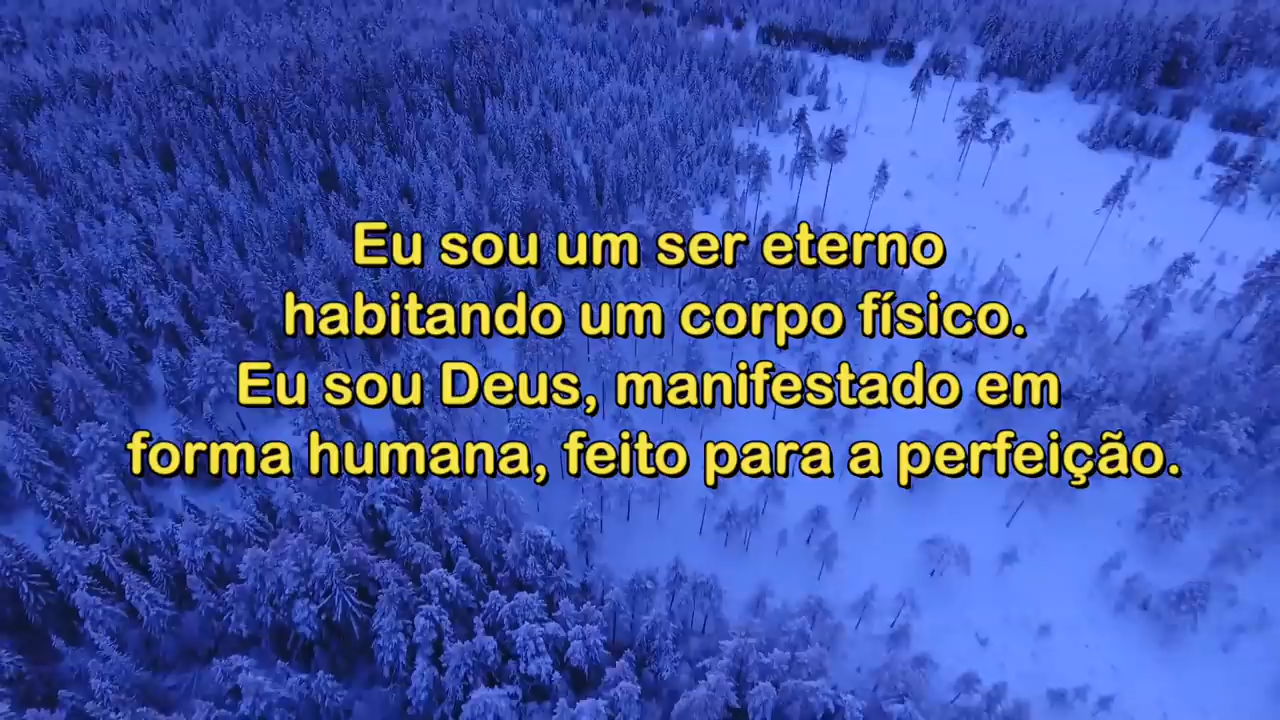 Eu sou um ser eterno
habitando um corpo físico.
Eu sou Deus, manifestado em
forma humana, feito para a perfeição.